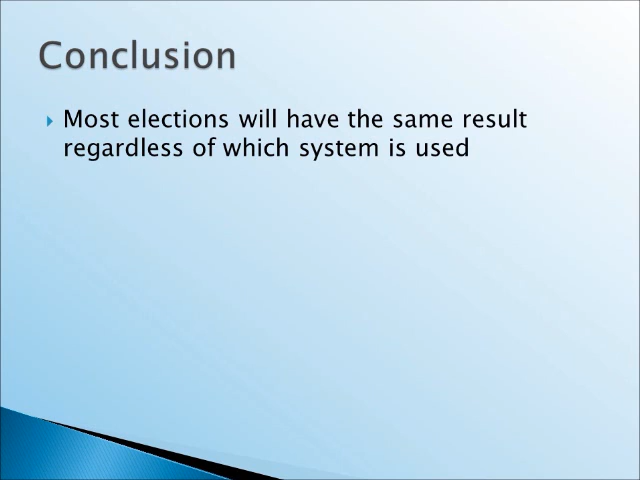 Conclusion
Most elections will have the same result
regardless of which system is used